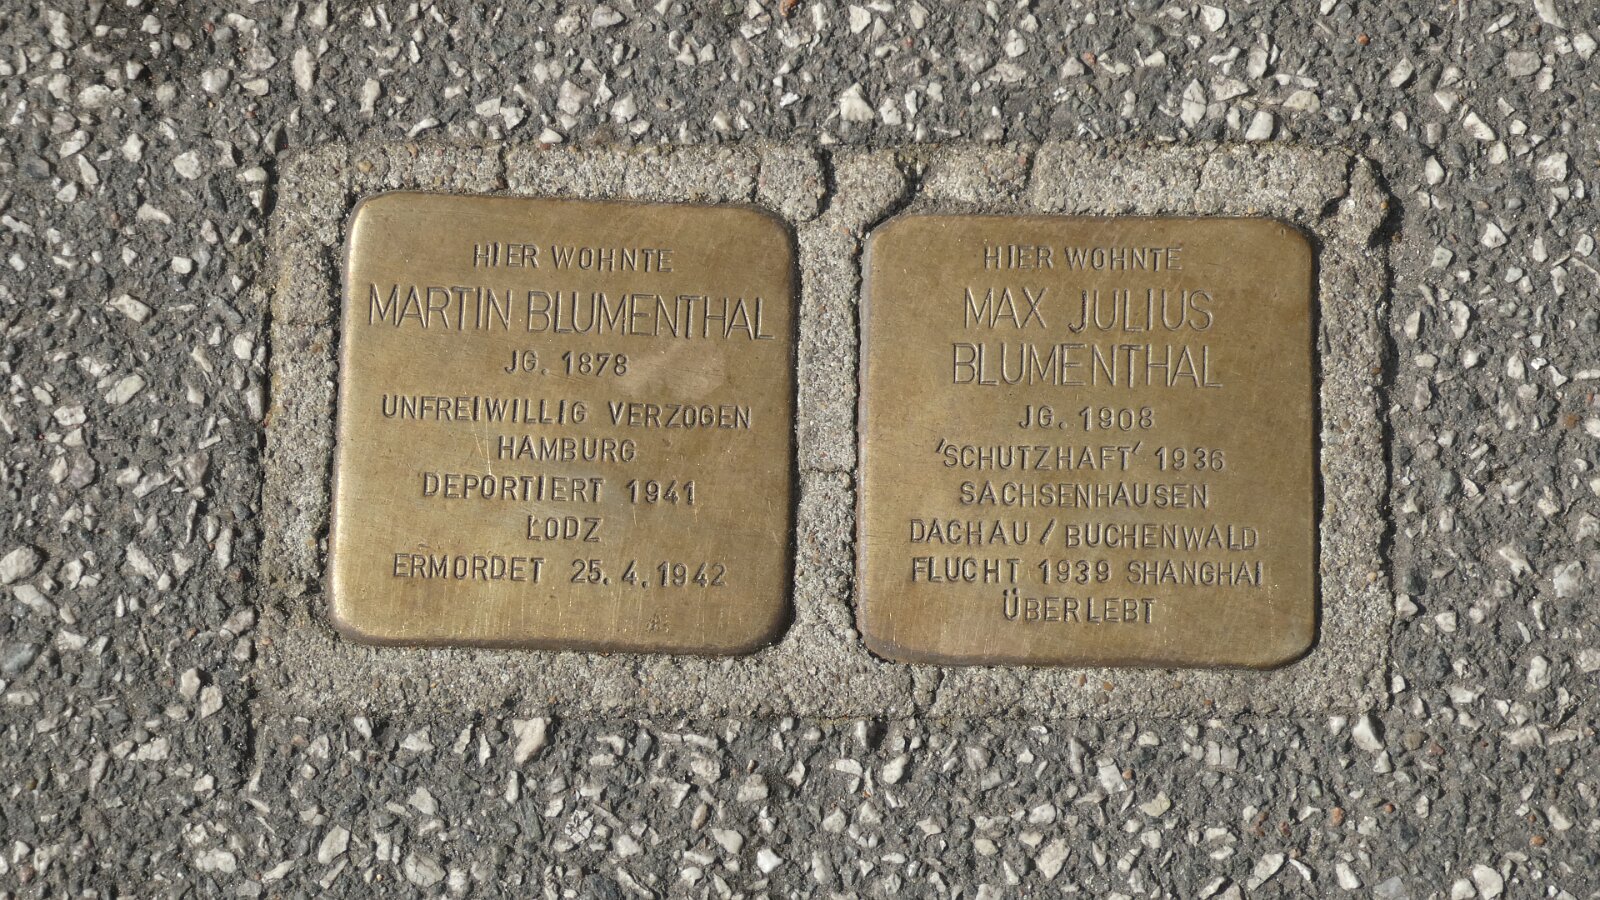 HIER WOHNTE
MARTIN BLUMENTHAL
JG. 1878
UNFREIWILLIG VERZOGEN
HAMBURG
DEPORTIERT 1941
ŁODZ
ERMORDET 25.4.1942
HIER WOHNTE
MAX JULIUS
BLUMENTHAL
JG. 1908
'SCHUTZHAFT' 1936
SACHSENHAUSEN
DACHAU / BUCHENWALD
FLUCHT 1939 SHANGHAI
ÜBERLEBT